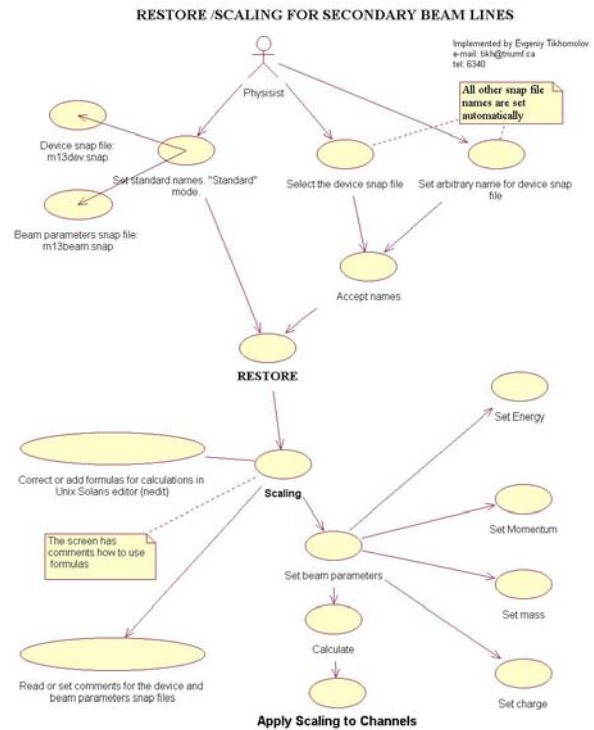 RESTORE /SCALING FOR SECONDARY BEAM LINES
Implemented by Evgeniy Tikhomolov
e-mail: tikh@triumf.ca
tel: 6340
Physisist
All other snap file
names are set
automatically
Device snap file:
m13dev.snap
Set standard names. "Standard"
mode.
Select the device snap file
Set arbitrary name for device snap
file
Beam parameters snap file:
m13beam.snap
Accept names
RESTORE
Set Energy
Correct or add formulas for calculations in
Unix Solaris editor (nedit)
Scaling
The screen has
comments how to use
formulas
Set Momentum
Set beam parameters
Set mass
Calculate
Read or set comments for the device and
beam parameters snap files
Set charge
Apply Scaling to Channels